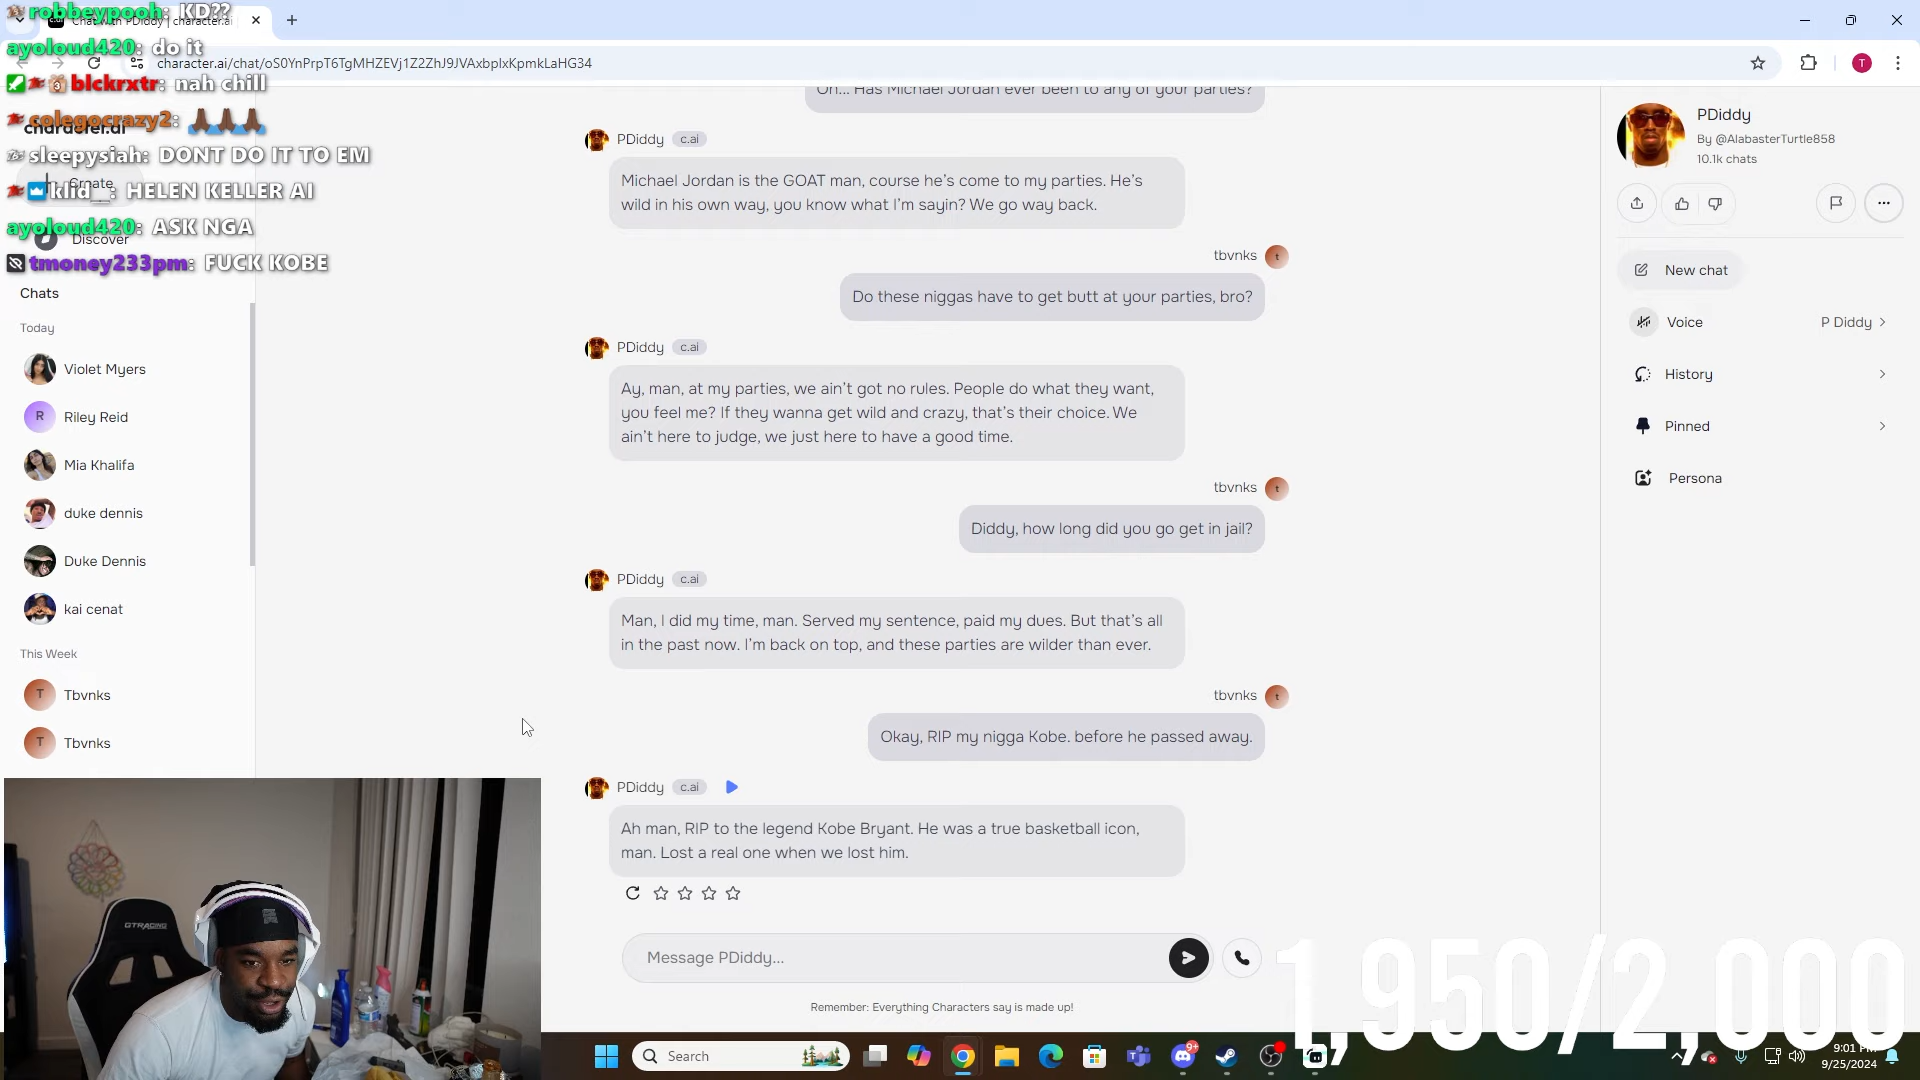 robbeypooh: KD??
Chat with PDiddy | character.ai
ayoloud420: do it
character.ai/chat/oS0YnPrpT6TgMHZEVj1Z2ZhJ9JVAxbplxKpmkLaHG34
T
blckrxtr: nah chill
colegocrazy2:
character.ai
sleepysiah: DONT DO IT TO EM
Create
klid__: HELEN KELLER AI
ayoloud420: ASK NGA
Discover
tmoney233pm: FUCK KOBE
Chats
Today
Violet Myers
R Riley Reid
Mia Khalifa
duke dennis
Duke Dennis
kai cenat
This Week
T Tbvnks
T Tbvnks
Oh... Has Michael Jordan ever been to any of your parties?
PDiddy c.ai
Michael Jordan is the GOAT man, course he's come to my parties. He's
wild in his own way, you know what I'm sayin? We go way back.
tbvnks t
Do these niggas have to get butt at your parties, bro?
PDiddy c.ai
Ay, man, at my parties, we ain't got no rules. People do what they want,
you feel me? If they wanna get wild and crazy, that's their choice. We
ain't here to judge, we just here to have a good time.
tbvnks t
Diddy, how long did you go get in jail?
PDiddy c.ai
Man, I did my time, man. Served my sentence, paid my dues. But that's all
in the past now. I'm back on top, and these parties are wilder than ever.
tbvnks t
Okay, RIP my nigga Kobe. before he passed away.
PDiddy c.ai
Ah man, RIP to the legend Kobe Bryant. He was a true basketball icon,
man. Lost a real one when we lost him.
Message PDiddy...
Remember: Everything Characters say is made up!
PDiddy
By @AlabasterTurtle858
10.1k chats
New chat
Voice P Diddy
History
Pinned
Persona
GTRACING
1,950/2,000
Search
9+
9:01 PM
9/25/2024